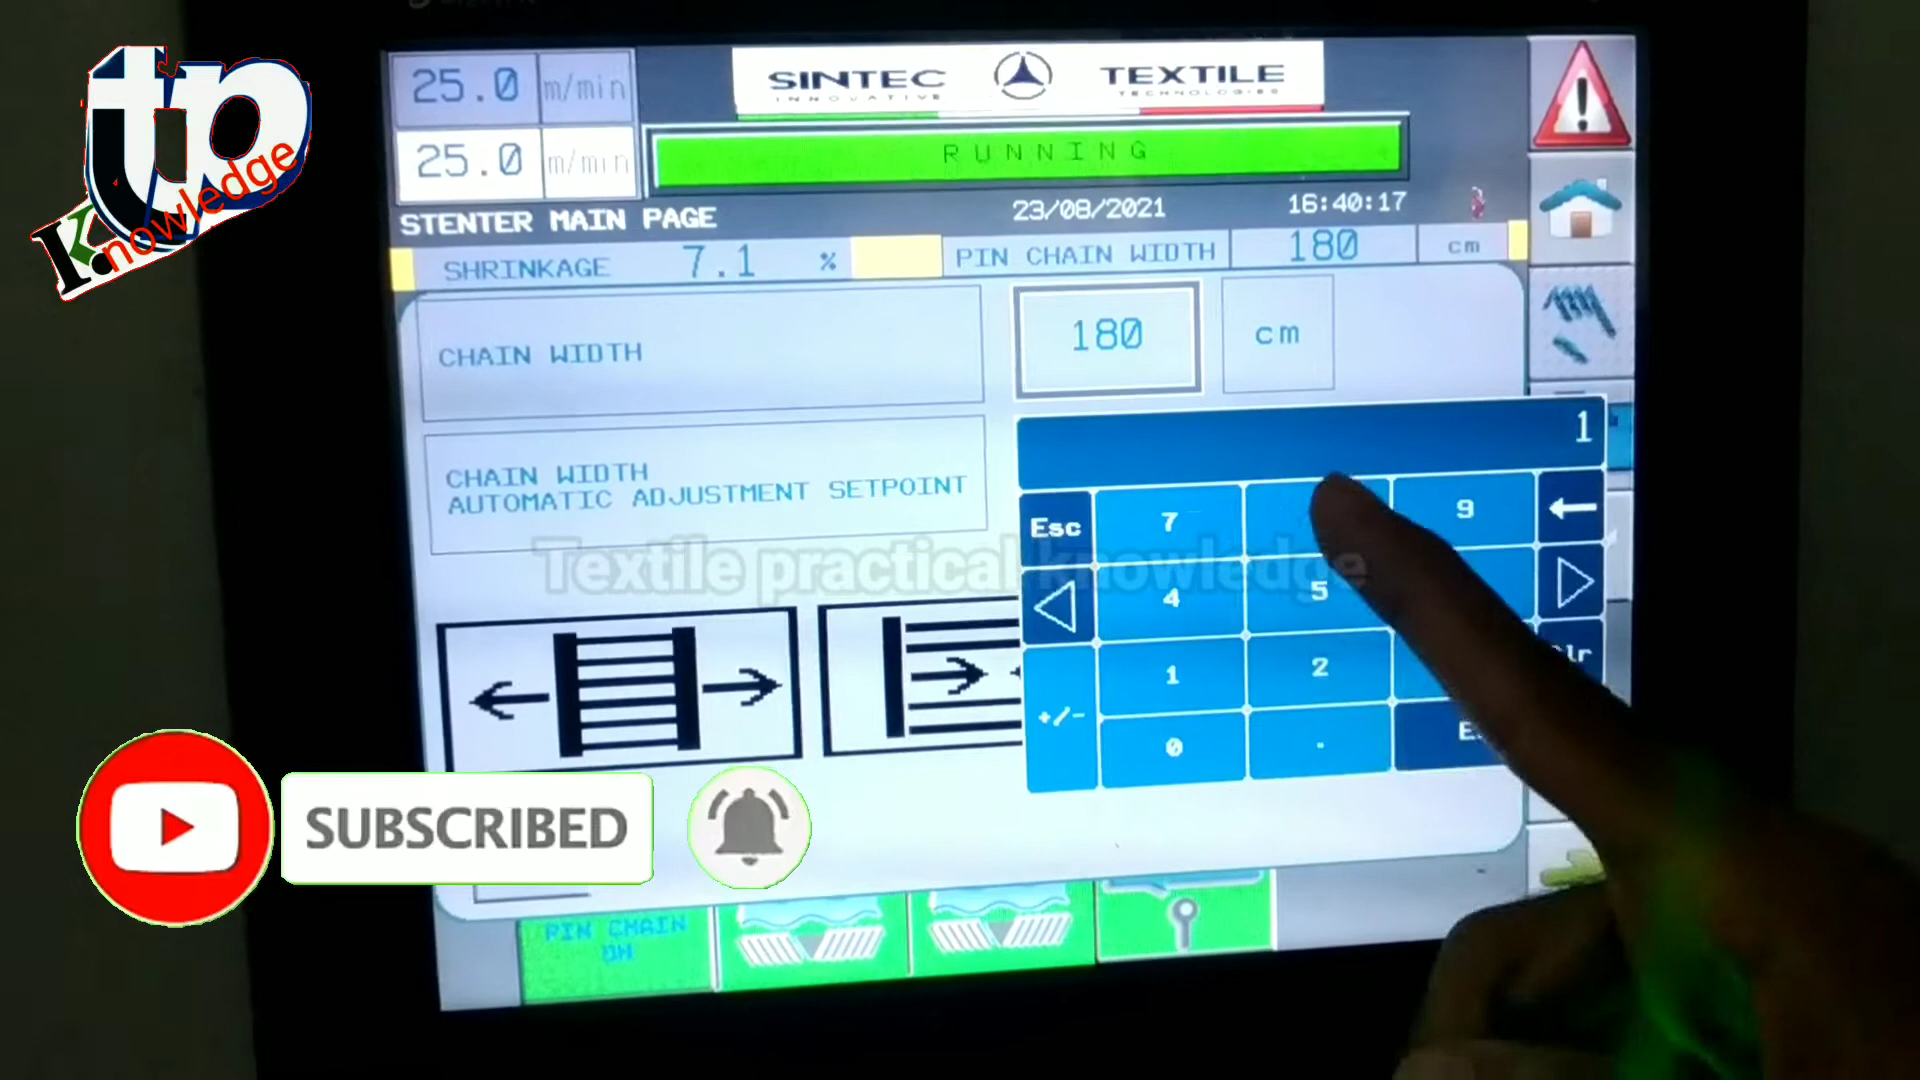 tp
Knowledge
25.0 m/min
25.0 m/min
SINTEC TEXTILE
INNOVATIVE TECHNOLOGIES
RUNNING
STENTER MAIN PAGE 23/08/2021 16:40:17
SHRINKAGE 7.1 % PIN CHAIN WIDTH 180 cm
CHAIN WIDTH 180 cm
1
CHAIN WIDTH
AUTOMATIC ADJUSTMENT SETPOINT
Esc 7 9
Textile practical knowledge
4 5
1 2
+/-
0 .
SUBSCRIBED
PIN CHAIN
ON